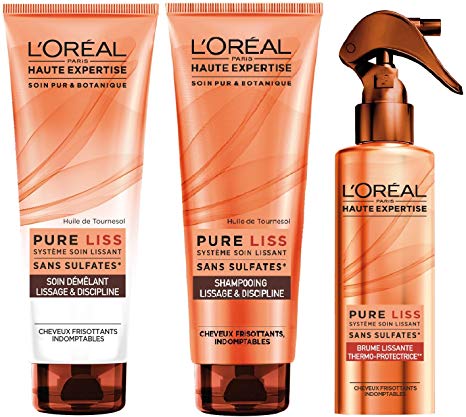 L'ORÉAL
PARIS
HAUTE EXPERTISE
SOIN PUR & BOTANIQUE
Huile de Tournesol
PURE LISS
SYSTÈME SOIN LISSANT
SANS SULFATES*
SOIN DÉMÊLANT
LISSAGE & DISCIPLINE
CHEVEUX FRISOTTANTS
INDOMPTABLES
L'ORÉAL
PARIS
HAUTE EXPERTISE
SOIN PUR & BOTANIQUE
Huile de Tournesol
PURE LISS
SYSTÈME SOIN LISSANT
SANS SULFATES*
SHAMPOOING
LISSAGE & DISCIPLINE
CHEVEUX FRISOTTANTS,
INDOMPTABLES
L'ORÉAL
PARIS
HAUTE EXPERTISE
PURE LISS
SYSTÈME SOIN LISSANT
SANS SULFATES*
BRUME LISSANTE
THERMO-PROTECTRICE**
CHEVEUX FRISOTTANTS
INDOMPTABLES